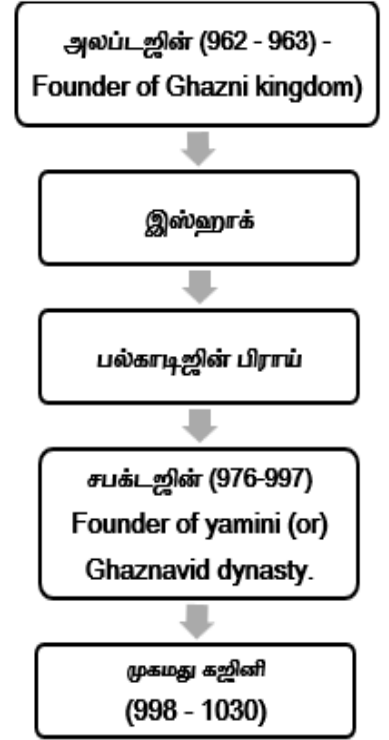 அலப்டஜின் (962 - 963) -
Founder of Ghazni kingdom)
இஸ்ஹாக்
பல்காடிஜின் பிராய்
சபக்டஜின் (976-997)
Founder of yamini (or)
Ghaznavid dynasty.
முகமது கஜினி
(998 - 1030)